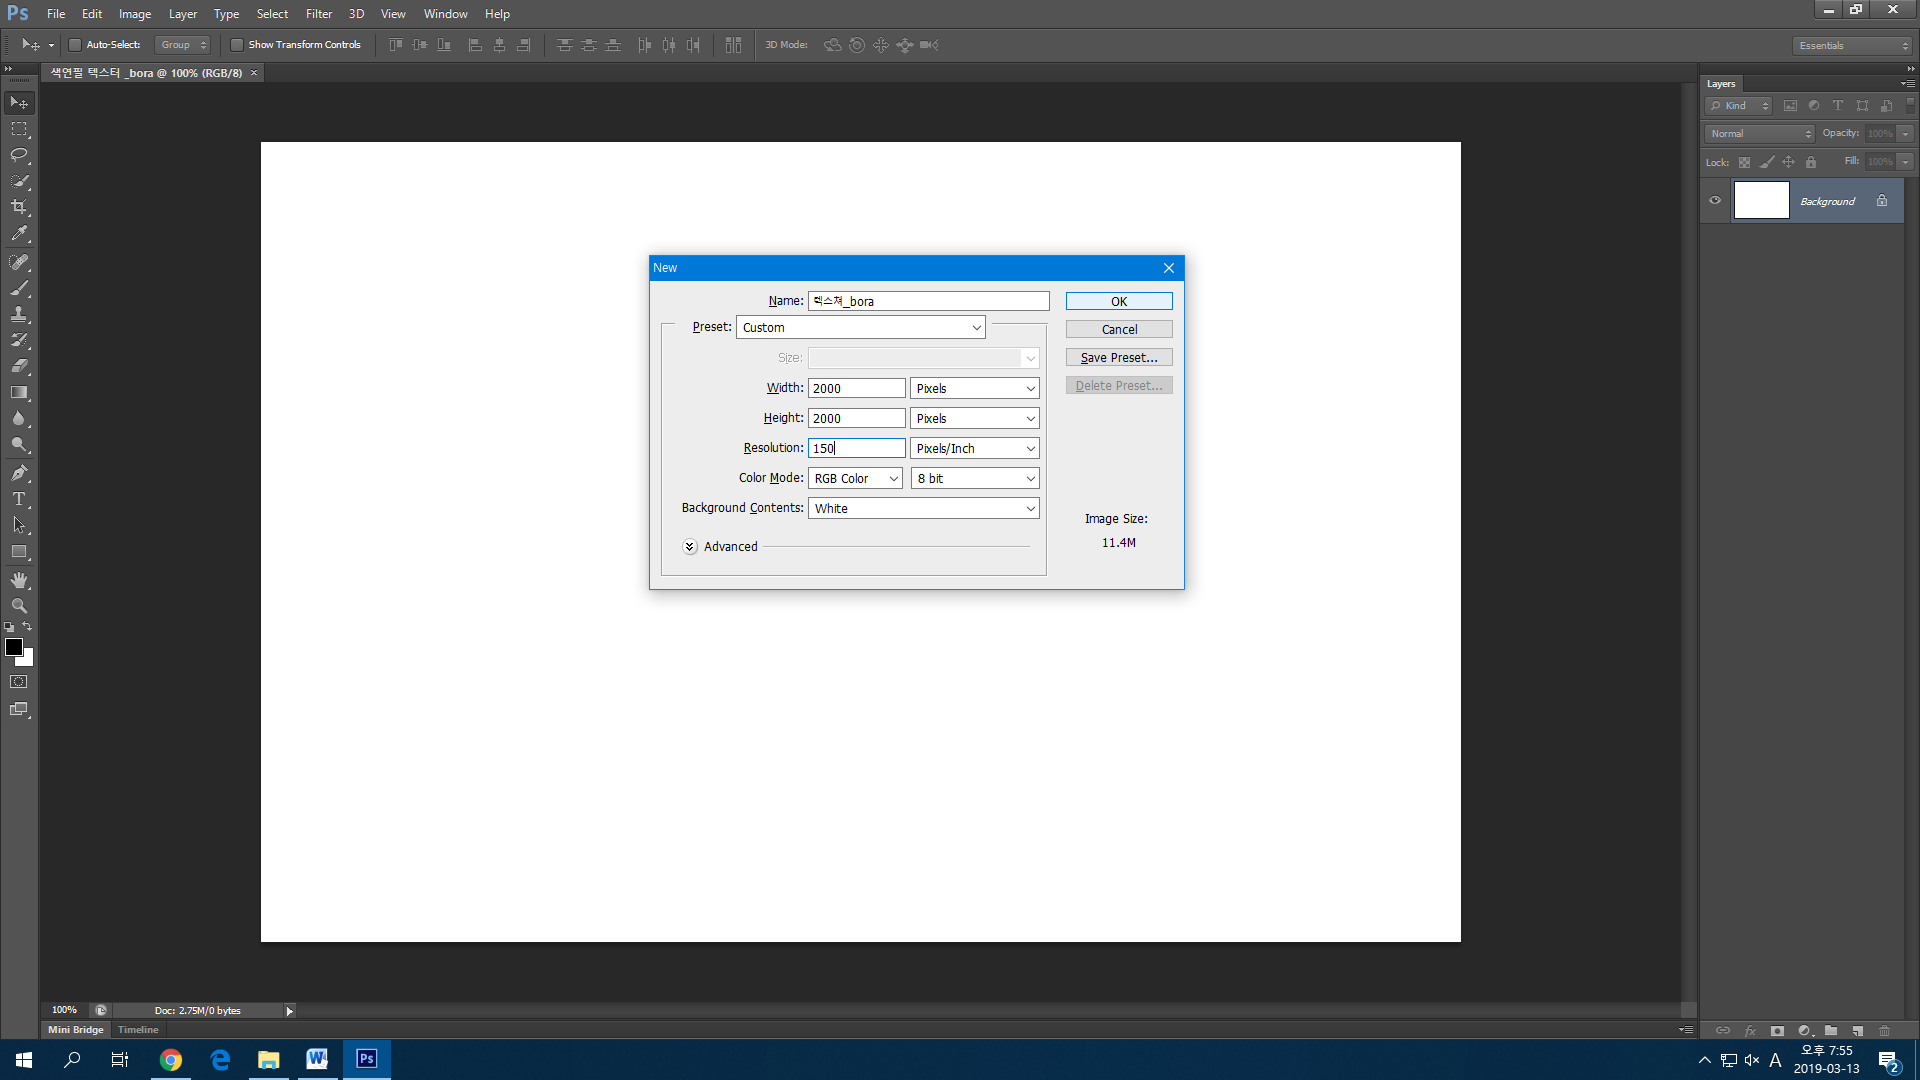 Ps File Edit Image Layer Type Select Filter 3D View Window Help
Auto-Select: Group Show Transform Controls 3D Mode: Essentials
색연필 텍스터 _bora @ 100% (RGB/8) ×
Layers
Kind
Normal Opacity: 100%
Lock: Fill: 100%
Background
New
Name: 텍스쳐_bora OK
Preset: Custom Cancel
Size: Save Preset...
Width: 2000 Pixels Delete Preset...
Height: 2000 Pixels
Resolution: 150 Pixels/Inch
Color Mode: RGB Color 8 bit
Background Contents: White
Image Size:
Advanced 11.4M
100% Doc: 2.75M/0 bytes
Mini Bridge Timeline
A 오후 7:55
2019-03-13
2